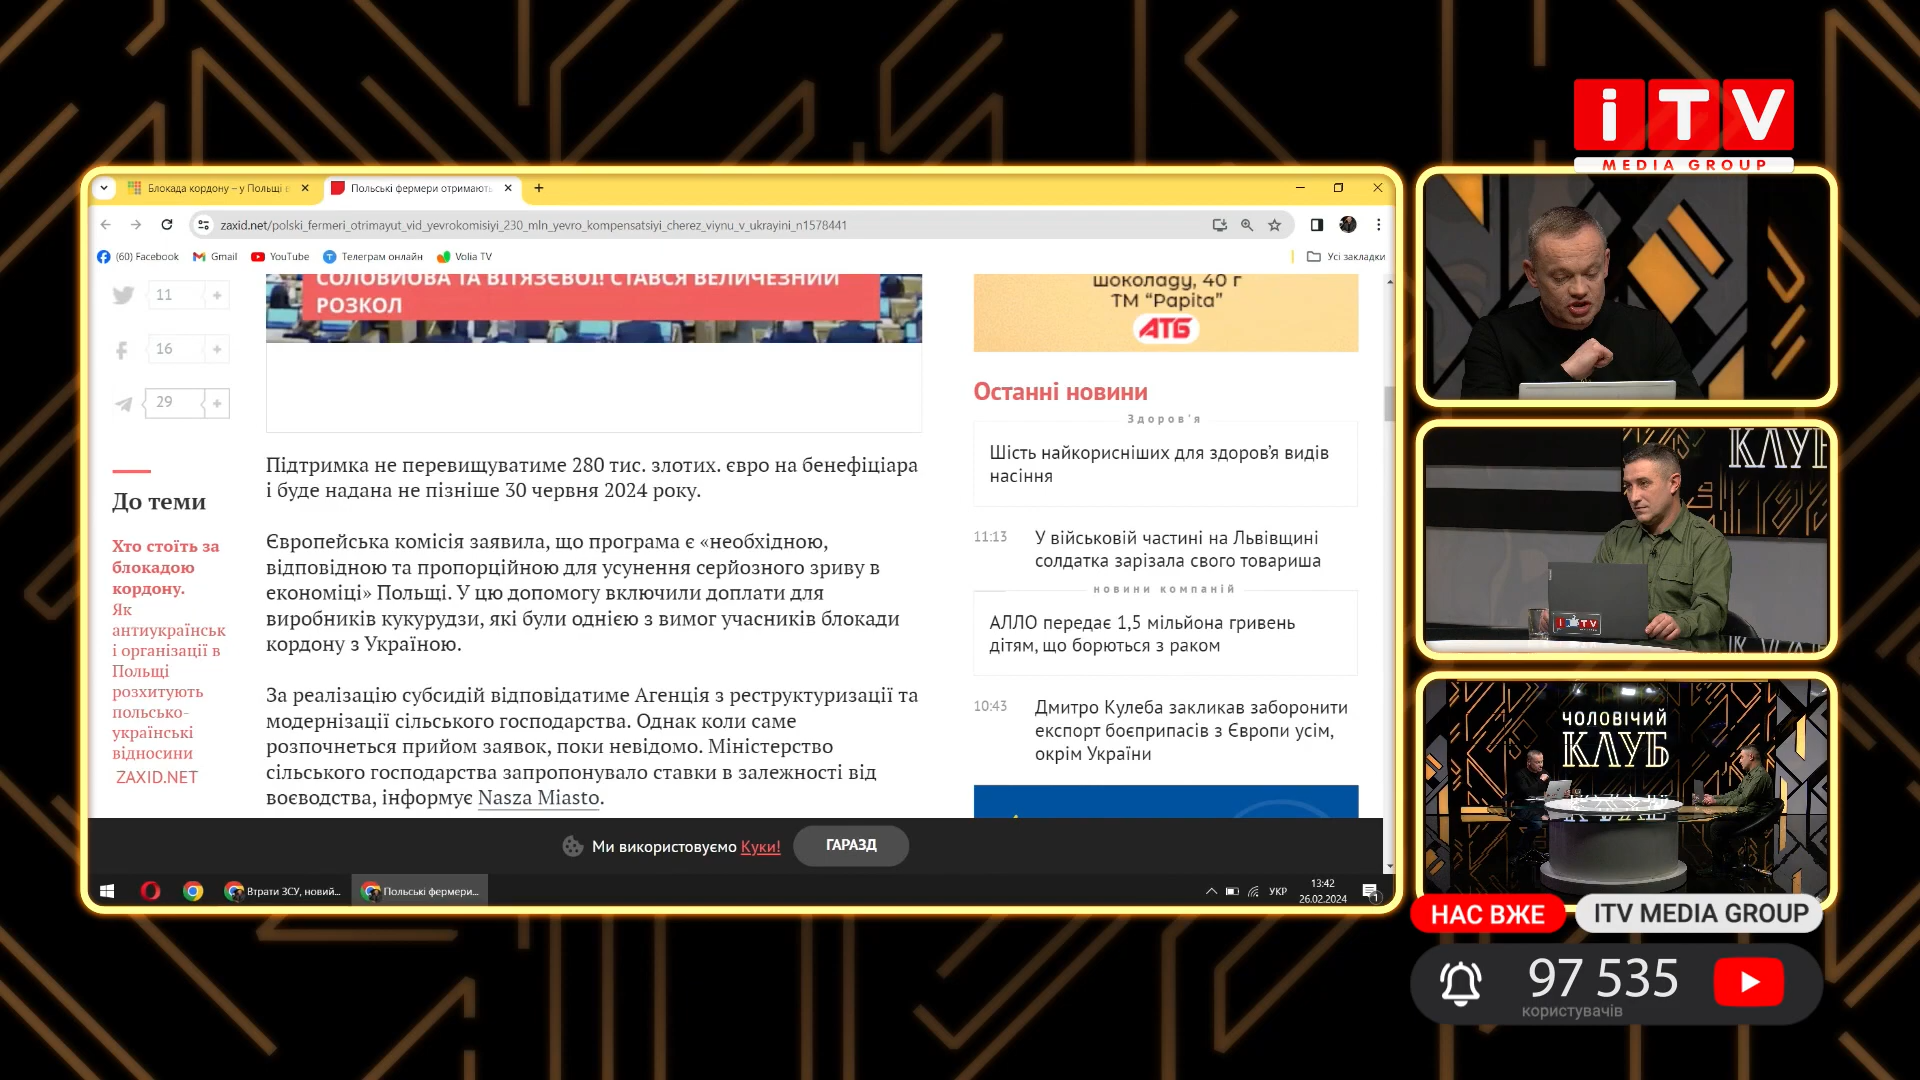 iTV
MEDIA GROUP
Блокада кордону – у Польщі в
Польські фермери отримають
zaxid.net/polski_fermeri_otrimayut_vid_yevrokomisiyi_230_mln_yevro_kompensatsiyi_cherez_viynu_v_ukrayini_n1578441
(60) Facebook
Gmail
YouTube
Телеграм онлайн
Volia TV
Усі закладки
СОЛОВЙОВА ТА ВІТЯЗЄВОЇ! СТАВСЯ ВЕЛИЧЕЗНИЙ
РОЗКОЛ
11 +
16 +
29 +
До теми
Хто стоїть за
блокадою
кордону.
Як
антиукраїнськ
і організації в
Польщі
розхитують
польсько-
українські
відносини
ZAXID.NET
Підтримка не перевищуватиме 280 тис. злотих. євро на бенефіціара
і буде надана не пізніше 30 червня 2024 року.
Європейська комісія заявила, що програма є «необхідною,
відповідною та пропорційною для усунення серйозного зриву в
економіці» Польщі. У цю допомогу включили доплати для
виробників кукурудзи, які були однією з вимог учасників блокади
кордону з Україною.
За реалізацію субсидій відповідатиме Агенція з реструктуризації та
модернізації сільського господарства. Однак коли саме
розпочнеться прийом заявок, поки невідомо. Міністерство
сільського господарства запропонувало ставки в залежності від
воєводства, інформує Nasza Miasto.
шоколаду, 40 г
ТМ “Papita”
АТБ
Останні новини
Здоров'я
Шість найкорисніших для здоров’я видів
насіння
11:13 У військовій частині на Львівщині
солдатка зарізала свого товариша
новини компаній
АЛЛО передає 1,5 мільйона гривень
дітям, що борються з раком
10:43 Дмитро Кулеба закликав заборонити
експорт боєприпасів з Європи усім,
окрім України
Ми використовуємо Куки!
ГАРАЗД
Втрати ЗСУ, новий...
Польські фермери...
УКР
13:42
26.02.2024
1
КЛУБ
ЧОЛОВІЧИЙ
КЛУБ
НАС ВЖЕ
ITV MEDIA GROUP
97 535
користувачів